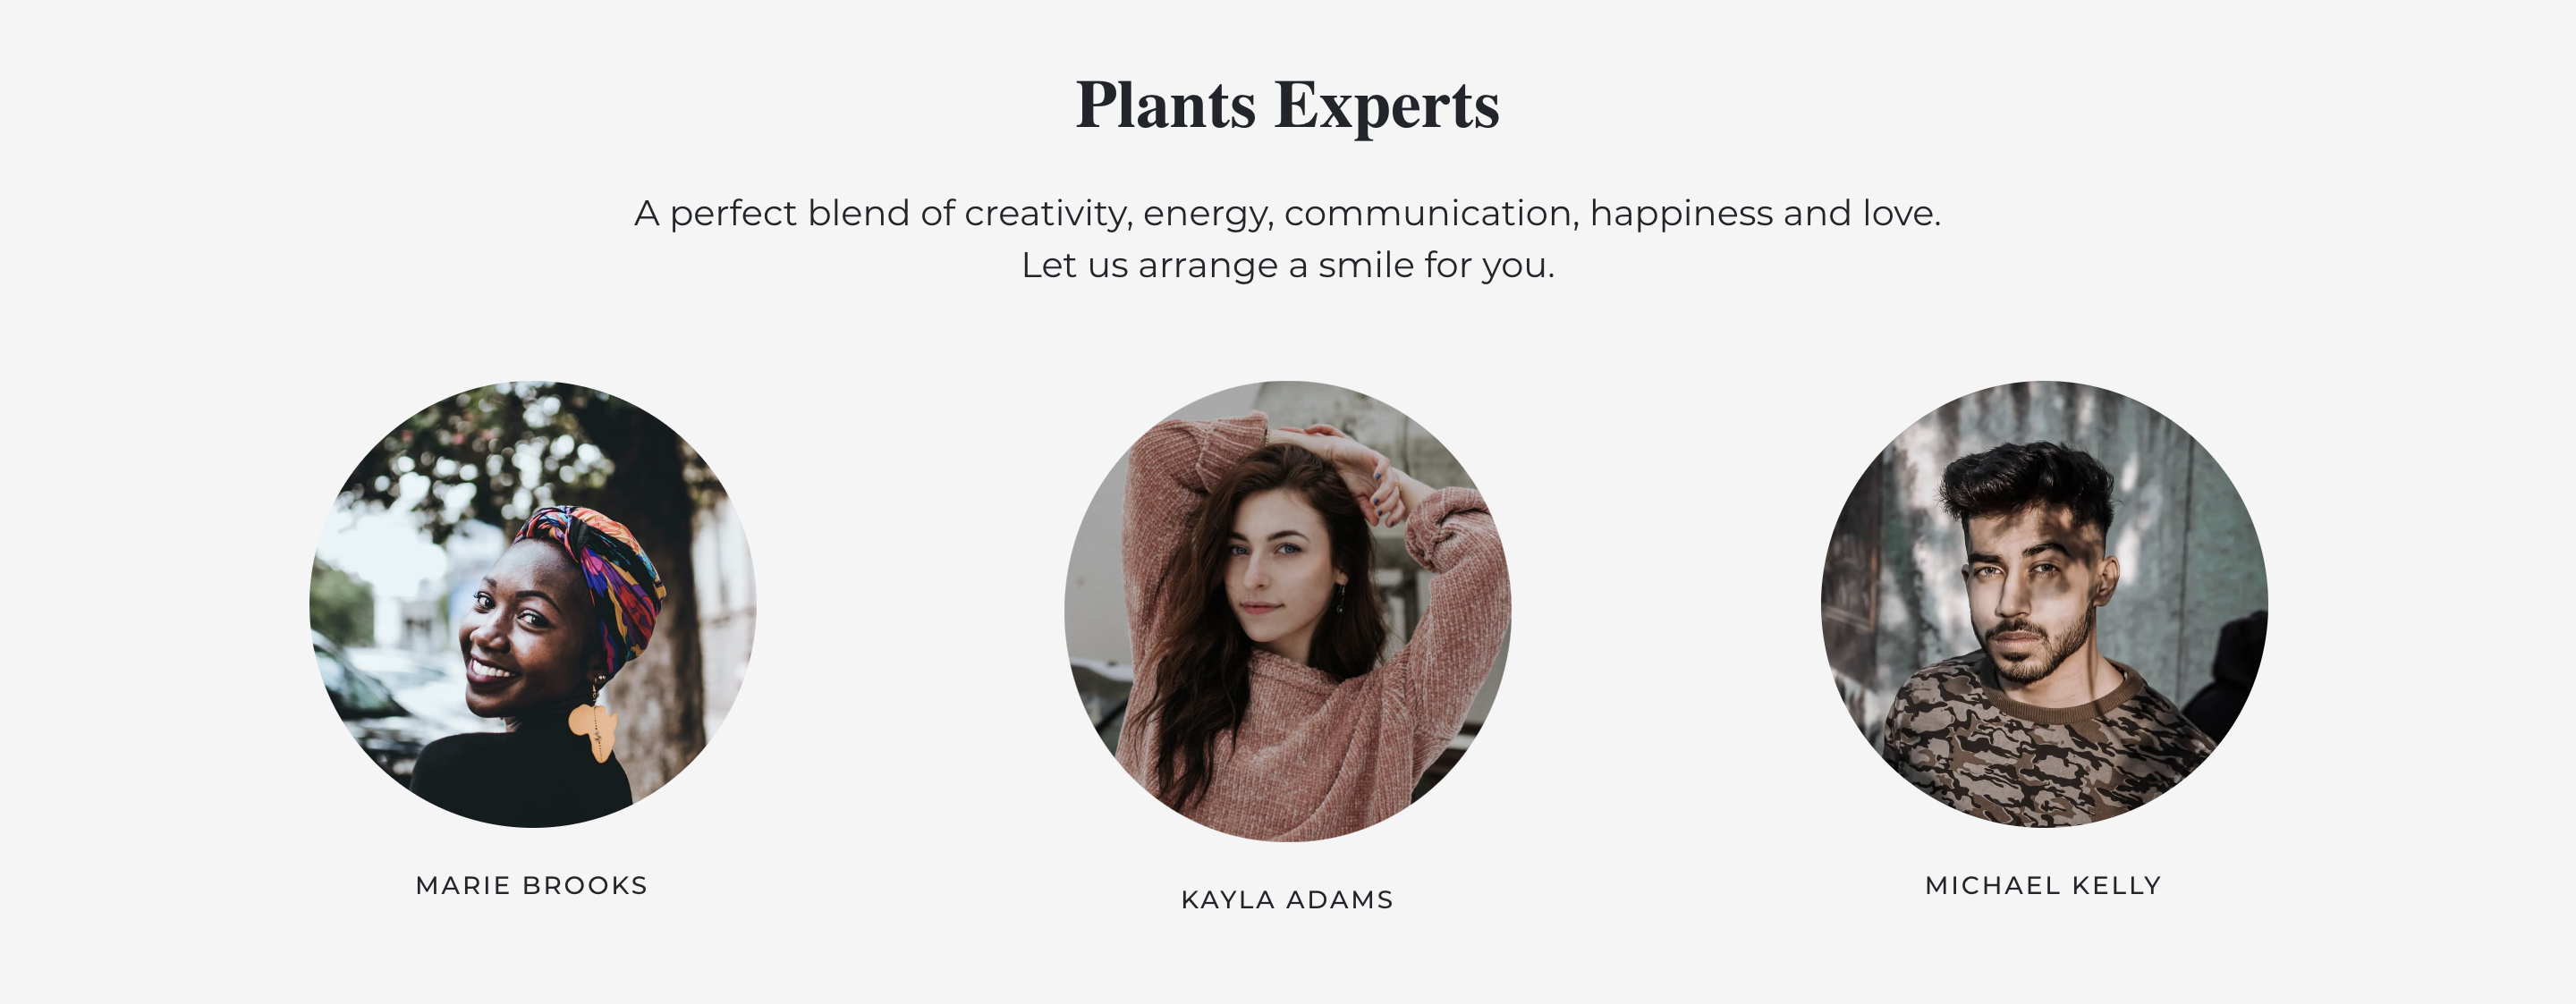 Plants Experts
A perfect blend of creativity, energy, communication, happiness and love.
Let us arrange a smile for you.
MARIE BROOKS
KAYLA ADAMS
MICHAEL KELLY